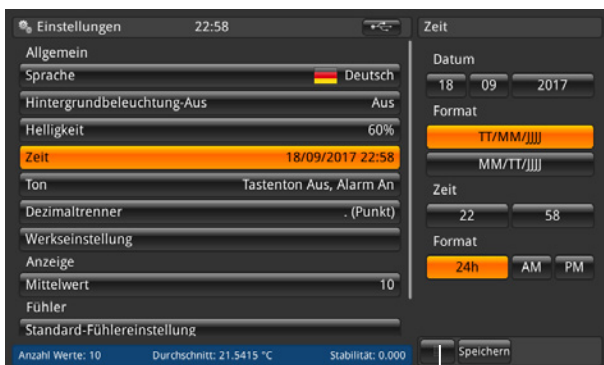 Einstellungen 22:58
Allgemein
Sprache Deutsch
Hintergrundbeleuchtung-Aus Aus
Helligkeit 60%
Zeit 18/09/2017 22:58
Ton Tastenton Aus, Alarm An
Dezimaltrenner . (Punkt)
Werkseinstellung
Anzeige
Mittelwert 10
Fühler
Standard-Fühlereinstellung
Anzahl Werte: 10 Durchschnitt: 21.5415 °C Stabilität: 0.000
Zeit
Datum
18 09 2017
Format
TT/MM/JJJJ
MM/TT/JJJJ
Zeit
22 58
Format
24h AM PM
Speichern